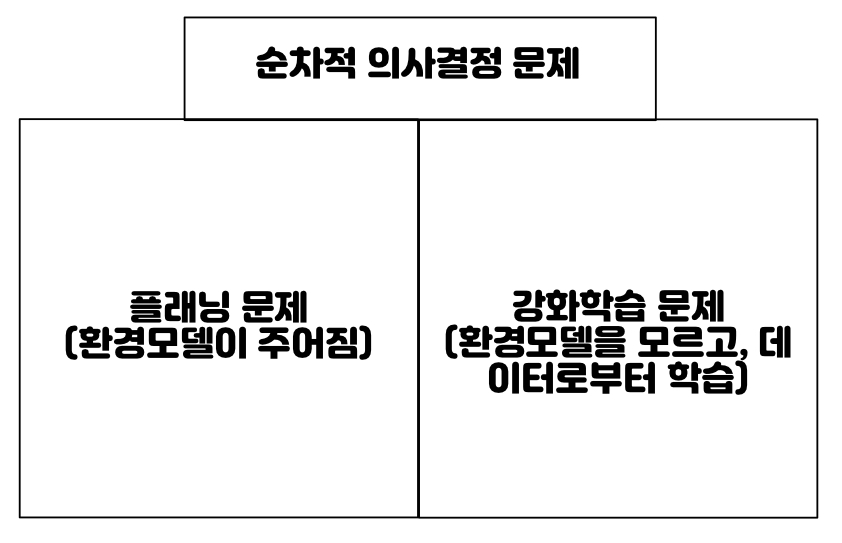 순차적 의사결정 문제
플래닝 문제
(환경모델이 주어짐)
강화학습 문제
(환경모델을 모르고, 데
이터로부터 학습)